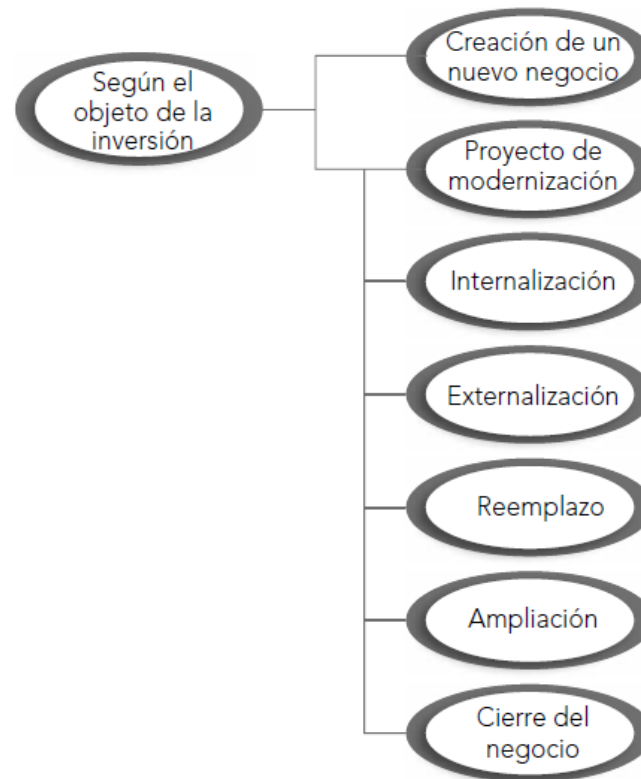 Según el
objeto de la
inversión
Creación de un
nuevo negocio
Proyecto de
modernización
Internalización
Externalización
Reemplazo
Ampliación
Cierre del
negocio